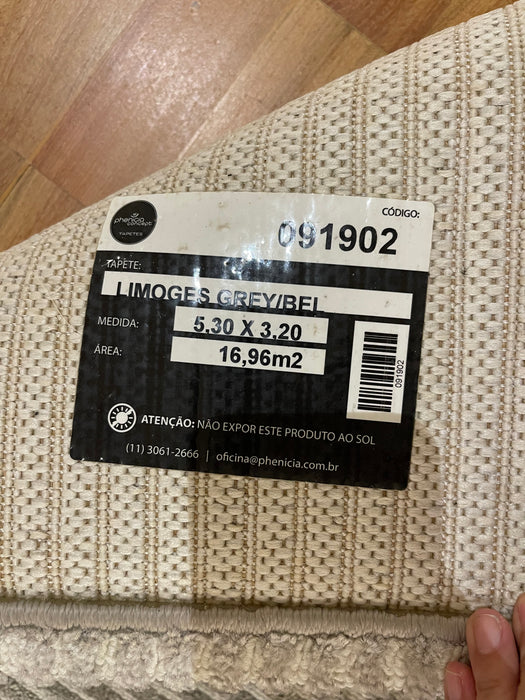 phenicia
concept
TAPETES
CÓDIGO:
091902
TAPETE:
LIMOGES GREY/BEI
MEDIDA:
5,30 X 3,20
ÁREA:
16,96m2
091902
ATENÇÃO: NÃO EXPOR ESTE PRODUTO AO SOL
(11) 3061-2666 | oficina@phenicia.com.br